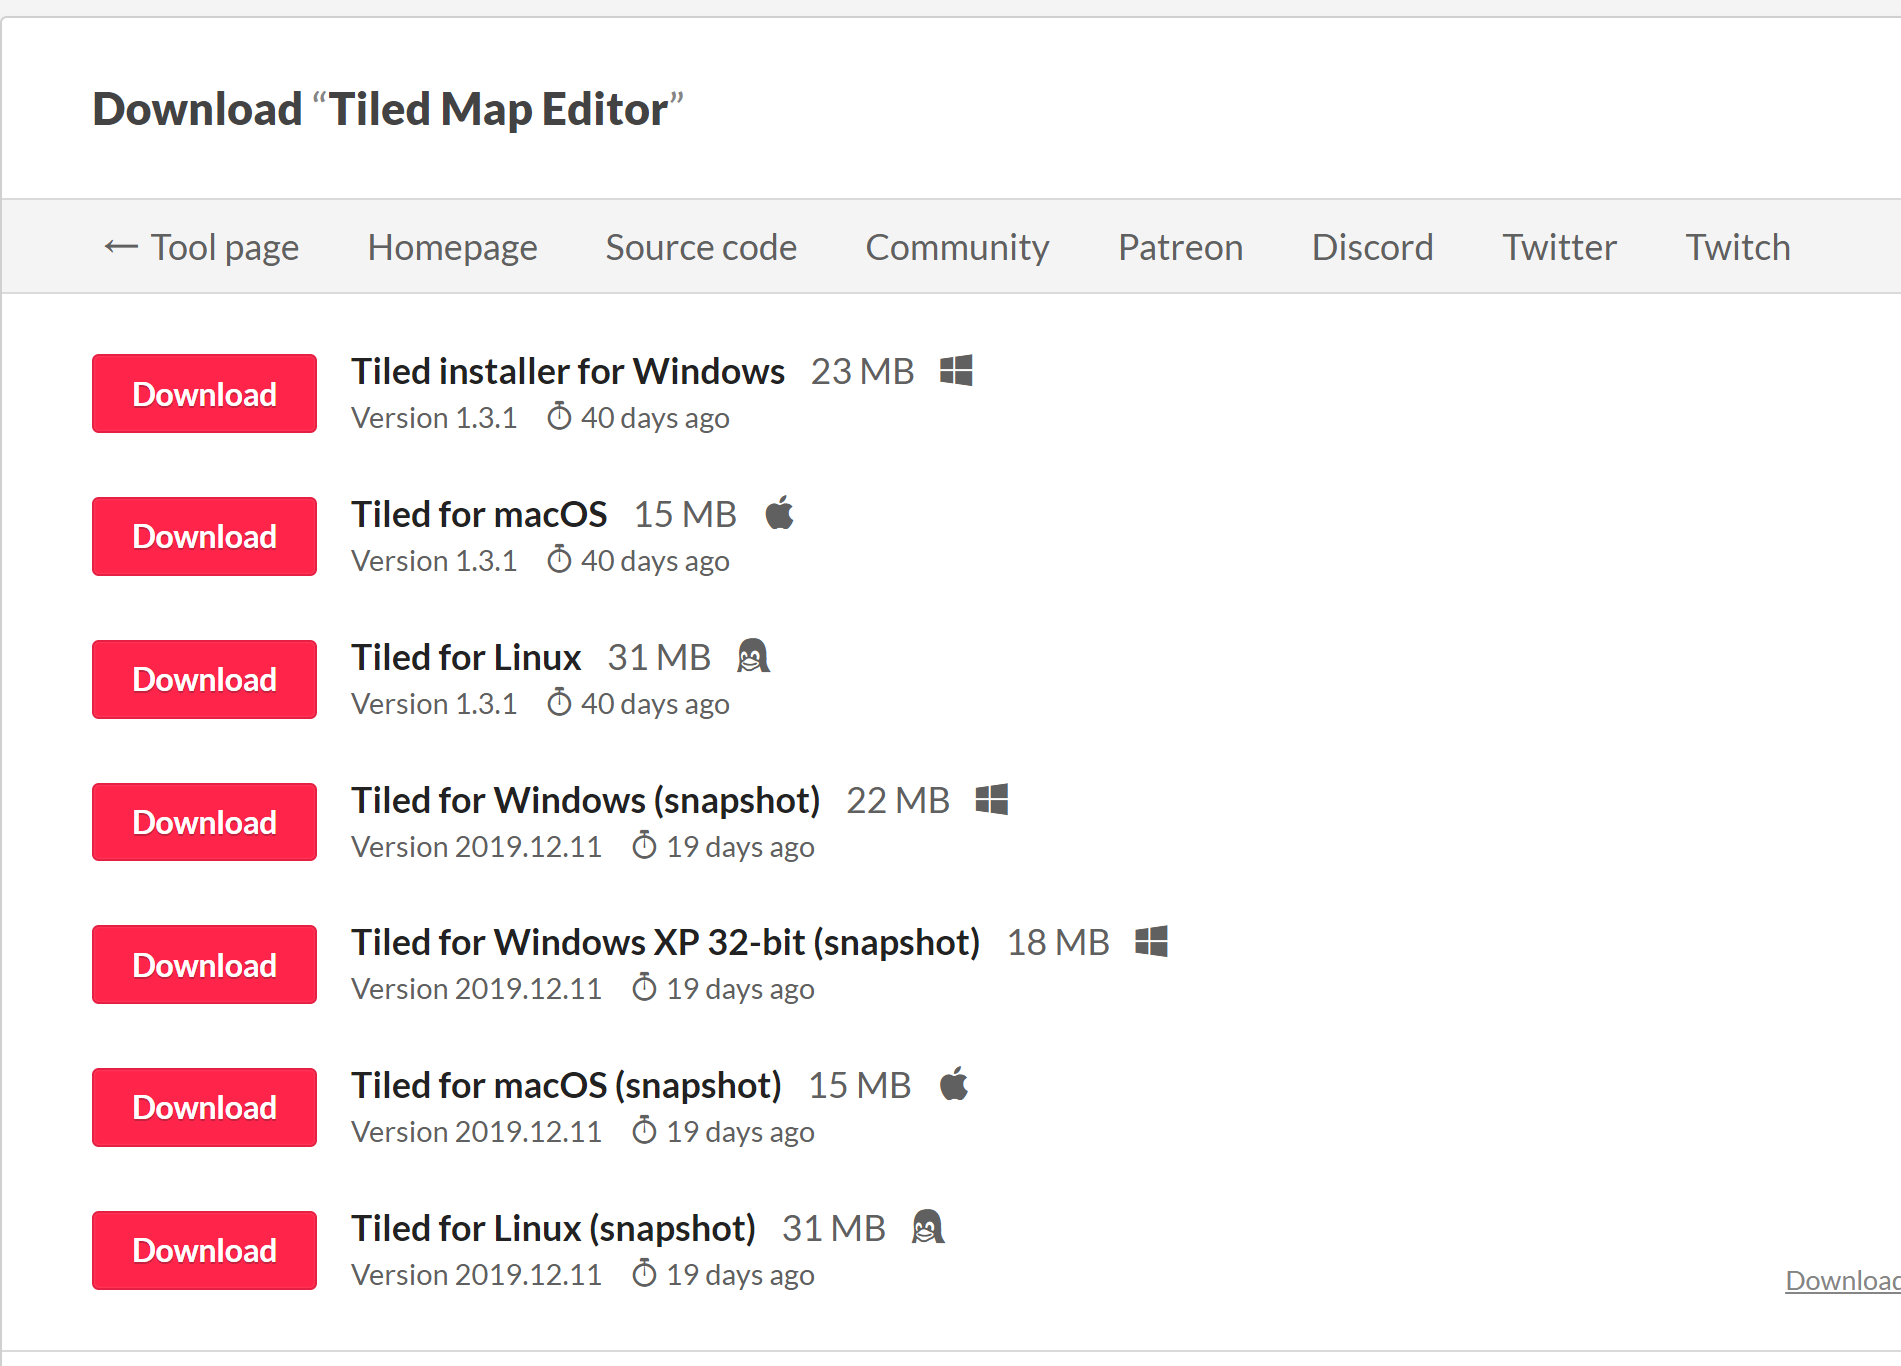 Download “Tiled Map Editor”
← Tool page Homepage Source code Community Patreon Discord Twitter Twitch
Download Tiled installer for Windows 23 MB
Version 1.3.1 40 days ago
Download Tiled for macOS 15 MB
Version 1.3.1 40 days ago
Download Tiled for Linux 31 MB
Version 1.3.1 40 days ago
Download Tiled for Windows (snapshot) 22 MB
Version 2019.12.11 19 days ago
Download Tiled for Windows XP 32-bit (snapshot) 18 MB
Version 2019.12.11 19 days ago
Download Tiled for macOS (snapshot) 15 MB
Version 2019.12.11 19 days ago
Download Tiled for Linux (snapshot) 31 MB
Version 2019.12.11 19 days ago
Download